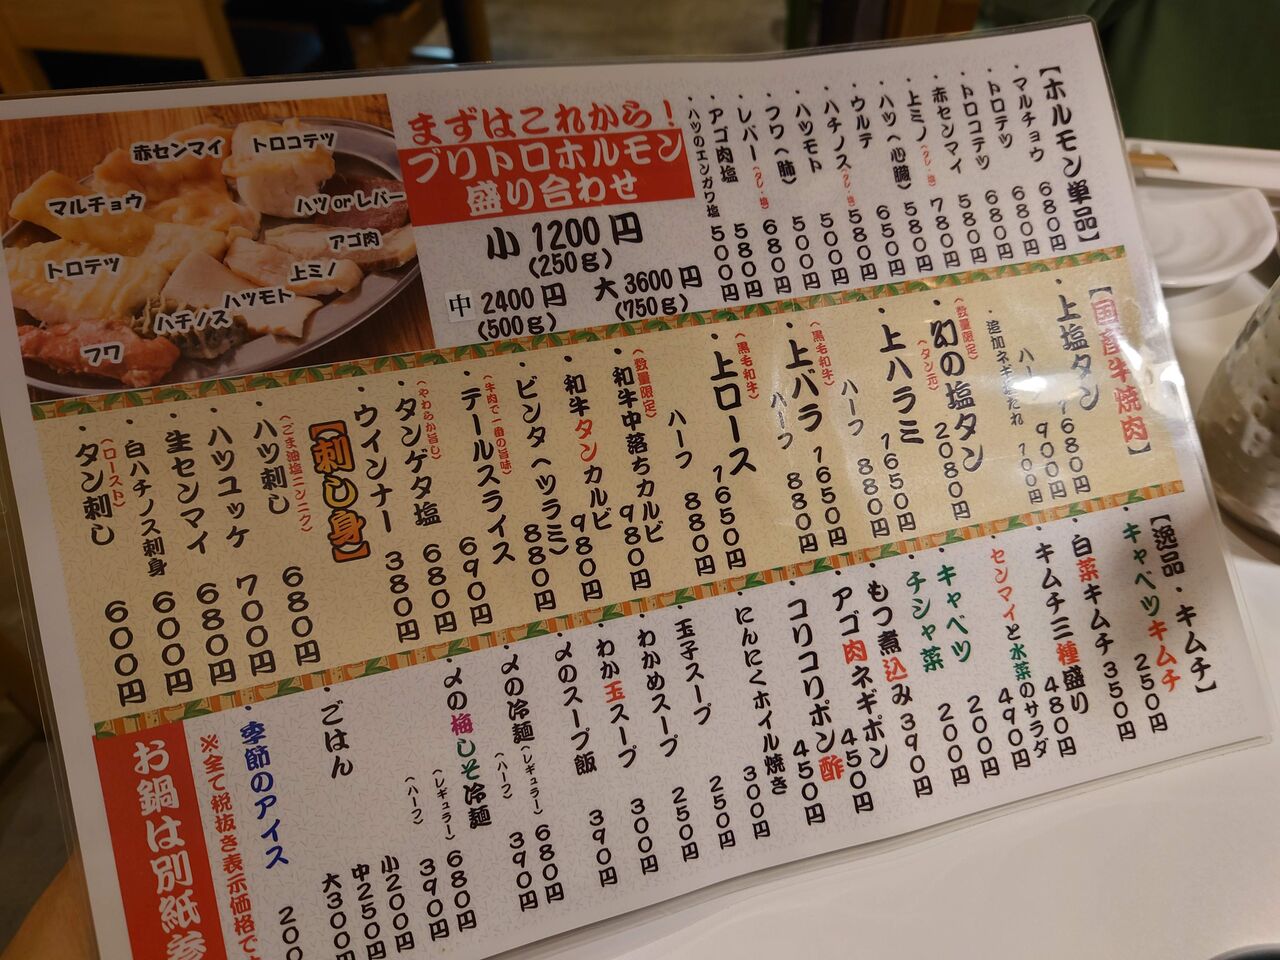 まずはこれから！
ブリトロホルモン
盛り合わせ
小 1200円
(250g)
中 2400円
(500g)
大 3600円
(750g)
赤センマイ
トロコテツ
マルチョウ
ハツorレバー
アゴ肉
トロテツ
上ミノ
ハツモト
ハチノス
フワ
【ホルモン単品】
・マルチョウ 680円
・トロテツ 680円
・トロコテツ 680円
・赤センマイ 580円
・上ミノ(タレ・塩) 780円
・ハツ(心臓) 580円
・ウルテ 650円
・ハチノス(タレ・塩) 580円
・ハツモト 500円
・フワ(肺) 500円
・レバー(タレ・塩) 680円
・アゴ肉塩 580円
・ハツのエンガワ塩 500円
【国産牛焼肉】
・上塩タン 1680円
ハーフ 900円
追加ネギ塩だれ 100円
(数量限定)
・幻の塩タン(タン元) 2080円
・上ハラミ 1650円
ハーフ 880円
(黒毛和牛)
・上バラ 1650円
ハーフ 880円
(黒毛和牛)
・上ロース 1650円
ハーフ 880円
(数量限定)
・和牛中落ちカルビ 980円
・和牛タンカルビ 980円
・ビンタ(ツラミ) 880円
(牛肉で一番の旨味)
・テールスライス 690円
(やわらか旨し)
・タンゲタ塩 680円
・ウインナー 380円
【刺し身】
(ごま油塩ニンニク)
・ハツ刺し 680円
・ハツユッケ 700円
・生センマイ 680円
・白ハチノス刺身 600円
(ロースト)
・タン刺し 600円
【逸品・キムチ】
・キャベツキムチ 250円
・白菜キムチ 350円
・キムチ三種盛り 480円
・センマイと水菜のサラダ 490円
・キャベツ 200円
・チシャ菜 200円
・もつ煮込み 390円
・アゴ肉ネギポン 450円
・コリコリポン酢 450円
・にんにくホイル焼き 300円
・玉子スープ 250円
・わかめスープ 250円
・わか玉スープ 300円
・〆のスープ飯 390円
・〆の冷麺(レギュラー) 680円
(ハーフ) 390円
・〆の梅しそ冷麺
(レギュラー) 680円
(ハーフ) 390円
・ごはん
小200円
中250円
大300円
・季節のアイス 200
※全て税抜き表示価格で
お鍋は別紙参